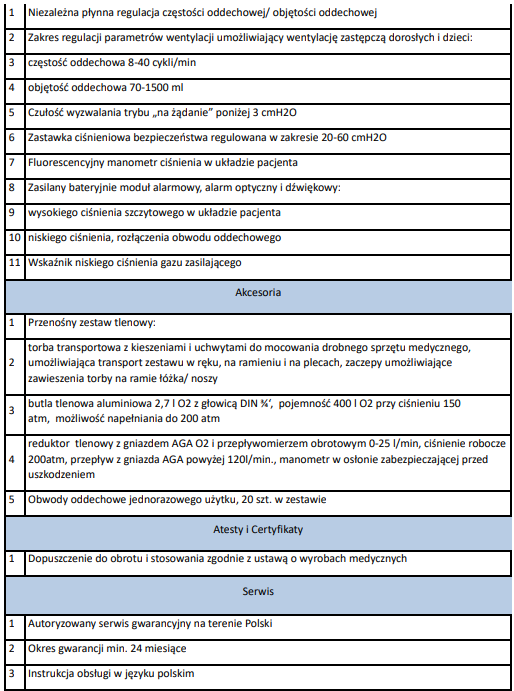 1 Niezależna płynna regulacja częstości oddechowej/ objętości oddechowej
2 Zakres regulacji parametrów wentylacji umożliwiający wentylację zastępczą dorosłych i dzieci:
3 częstość oddechowa 8-40 cykli/min
4 objętość oddechowa 70-1500 ml
5 Czułość wyzwalania trybu „na żądanie" poniżej 3 cmH2O
6 Zastawka ciśnieniowa bezpieczeństwa regulowana w zakresie 20-60 cmH2O
7 Fluorescencyjny manometr ciśnienia w układzie pacjenta
8 Zasilany bateryjnie moduł alarmowy, alarm optyczny i dźwiękowy:
9 wysokiego ciśnienia szczytowego w układzie pacjenta
10 niskiego ciśnienia, rozłączenia obwodu oddechowego
11 Wskaźnik niskiego ciśnienia gazu zasilającego
Akcesoria
1 Przenośny zestaw tlenowy:
2 torba transportowa z kieszeniami i uchwytami do mocowania drobnego sprzętu medycznego,
umożliwiająca transport zestawu w ręku, na ramieniu i na plecach, zaczepy umożliwiające
zawieszenia torby na ramie łóżka/ noszy
3 butla tlenowa aluminiowa 2,7 l O2 z głowicą DIN ¾', pojemność 400 l O2 przy ciśnieniu 150
atm, możliwość napełniania do 200 atm
4 reduktor tlenowy z gniazdem AGA O2 i przepływomierzem obrotowym 0-25 l/min, ciśnienie robocze
200atm, przepływ z gniazda AGA powyżej 120l/min., manometr w osłonie zabezpieczającej przed
uszkodzeniem
5 Obwody oddechowe jednorazowego użytku, 20 szt. w zestawie
Atesty i Certyfikaty
1 Dopuszczenie do obrotu i stosowania zgodnie z ustawą o wyrobach medycznych
Serwis
1 Autoryzowany serwis gwarancyjny na terenie Polski
2 Okres gwarancji min. 24 miesiące
3 Instrukcja obsługi w języku polskim